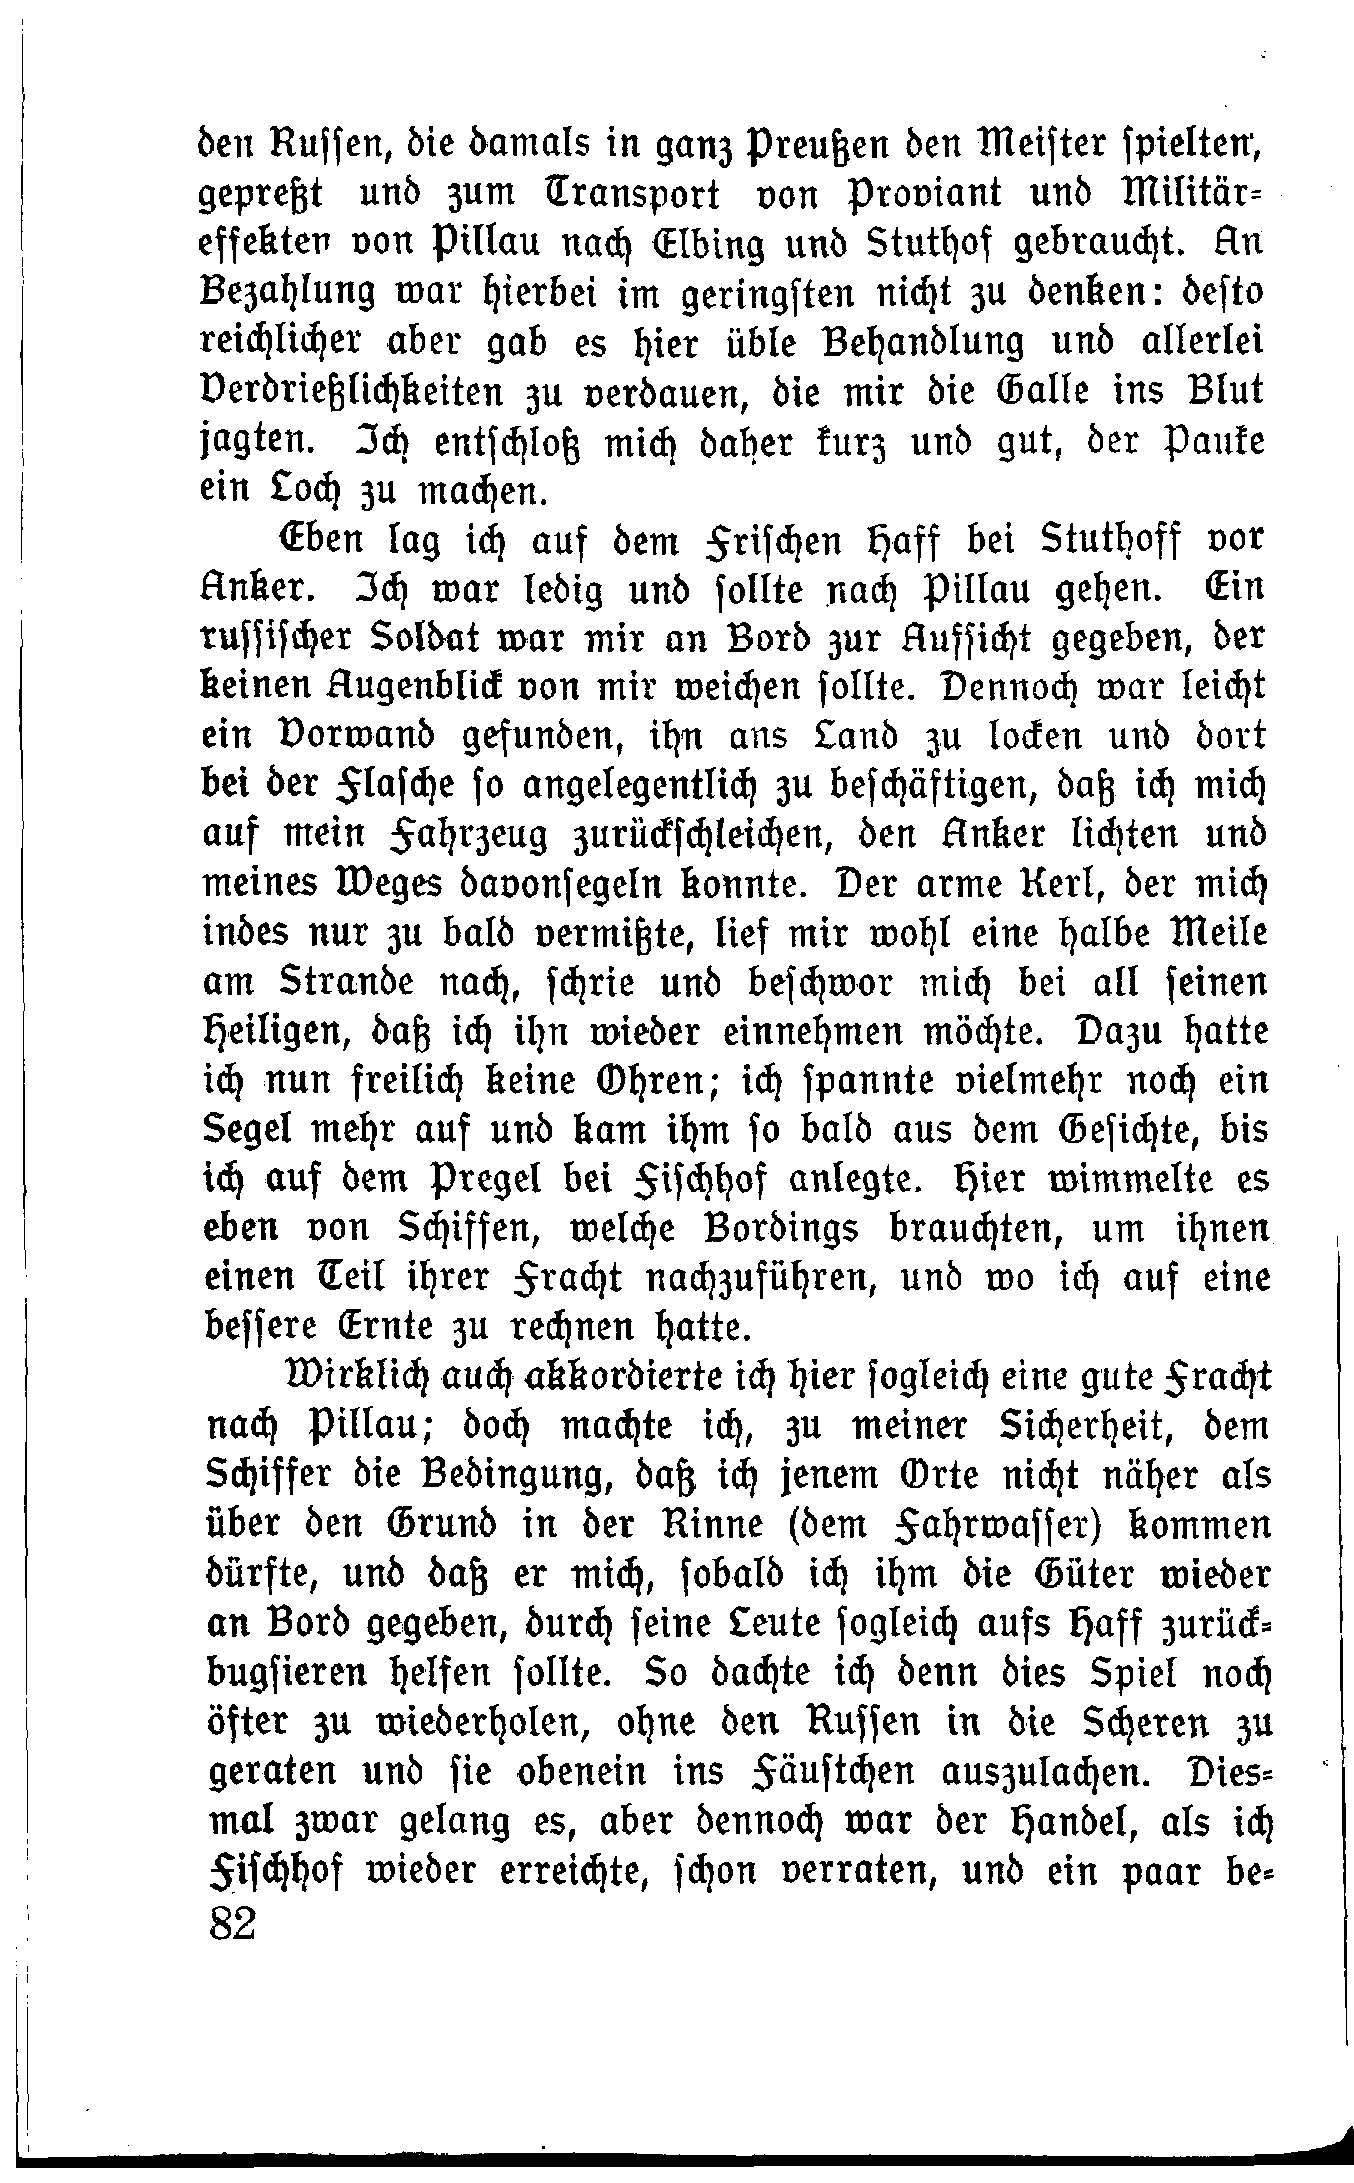 den Russen, die damals in ganz Preußen den Meister spielten,
gepreßt und zum Transport von Proviant und Militär-
effekten von Pillau nach Elbing und Stuthof gebraucht. An
Bezahlung war hierbei im geringsten nicht zu denken: desto
reichlicher aber gab es hier üble Behandlung und allerlei
Verdrießlichkeiten zu verdauen, die mir die Galle ins Blut
jagten. Ich entschloß mich daher kurz und gut, der Pauke
ein Loch zu machen.
Eben lag ich auf dem Frischen Haff bei Stuthoff vor
Anker. Ich war ledig und sollte nach Pillau gehen. Ein
russischer Soldat war mir an Bord zur Aufsicht gegeben, der
keinen Augenblick von mir weichen sollte. Dennoch war leicht
ein Vorwand gefunden, ihn ans Land zu locken und dort
bei der Flasche so angelegentlich zu beschäftigen, daß ich mich
auf mein Fahrzeug zurückschleichen, den Anker lichten und
meines Weges davonsegeln konnte. Der arme Kerl, der mich
indes nur zu bald vermißte, lief mir wohl eine halbe Meile
am Strande nach, schrie und beschwor mich bei all seinen
Heiligen, daß ich ihn wieder einnehmen möchte. Dazu hatte
ich nun freilich keine Ohren; ich spannte vielmehr noch ein
Segel mehr auf und kam ihm so bald aus dem Gesichte, bis
ich auf dem Pregel bei Fischhof anlegte. Hier wimmelte es
eben von Schiffen, welche Bordings brauchten, um ihnen
einen Teil ihrer Fracht nachzuführen, und wo ich auf eine
bessere Ernte zu rechnen hatte.
Wirklich auch akkordierte ich hier sogleich eine gute Fracht
nach Pillau; doch machte ich, zu meiner Sicherheit, dem
Schiffer die Bedingung, daß ich jenem Orte nicht näher als
über den Grund in der Rinne (dem Fahrwasser) kommen
dürfte, und daß er mich, sobald ich ihm die Güter wieder
an Bord gegeben, durch seine Leute sogleich aufs Haff zurück-
bugsieren helfen sollte. So dachte ich denn dies Spiel noch
öfter zu wiederholen, ohne den Russen in die Scheren zu
geraten und sie obenein ins Fäustchen auszulachen. Dies-
mal zwar gelang es, aber dennoch war der Handel, als ich
Fischhof wieder erreichte, schon verraten, und ein paar be-
82